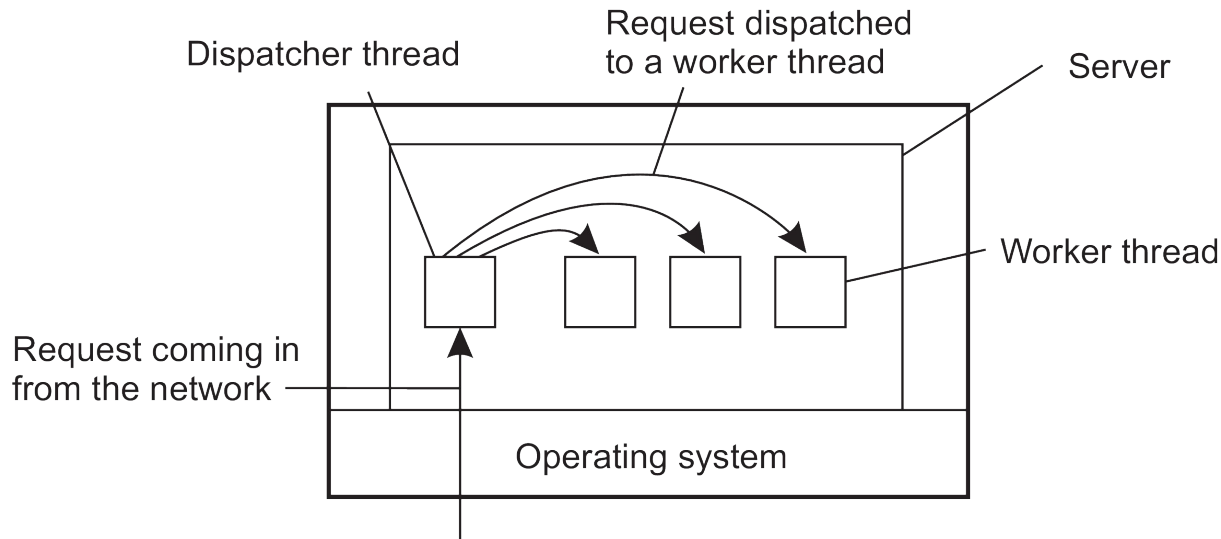 Dispatcher thread
Request dispatched
to a worker thread
Server
Worker thread
Request coming in
from the network
Operating system